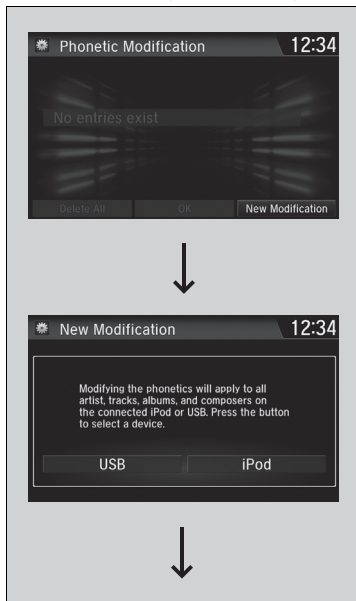 Phonetic Modification 12:34
No entries exist
Delete All OK New Modification
New Modification 12:34
Modifying the phonetics will apply to all
artist, tracks, albums, and composers on
the connected iPod or USB. Press the button
to select a device.
USB iPod